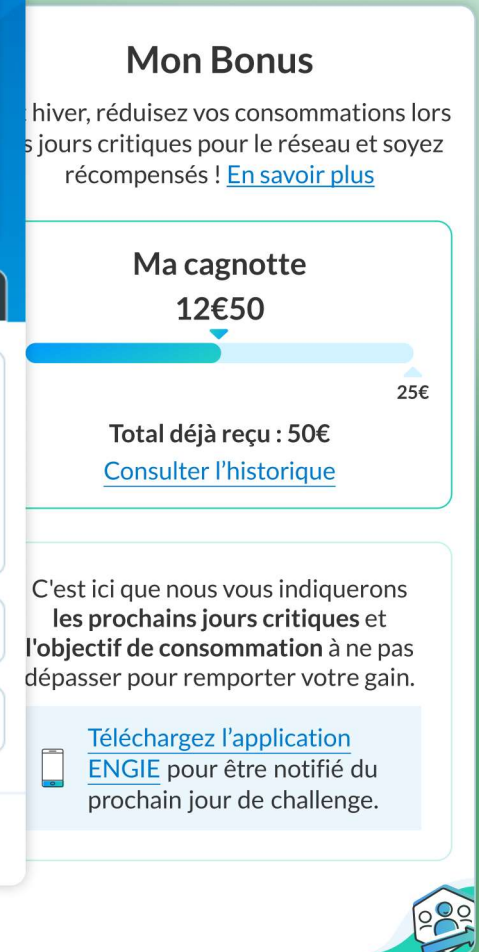 Mon Bonus
hiver, réduisez vos consommations lors
s jours critiques pour le réseau et soyez
récompensés ! En savoir plus
Ma cagnotte
12€50
25€
Total déjà reçu : 50€
Consulter l'historique
C'est ici que nous vous indiquerons
les prochains jours critiques et
l'objectif de consommation à ne pas
dépasser pour remporter votre gain.
Téléchargez l'application
ENGIE pour être notifié du
prochain jour de challenge.